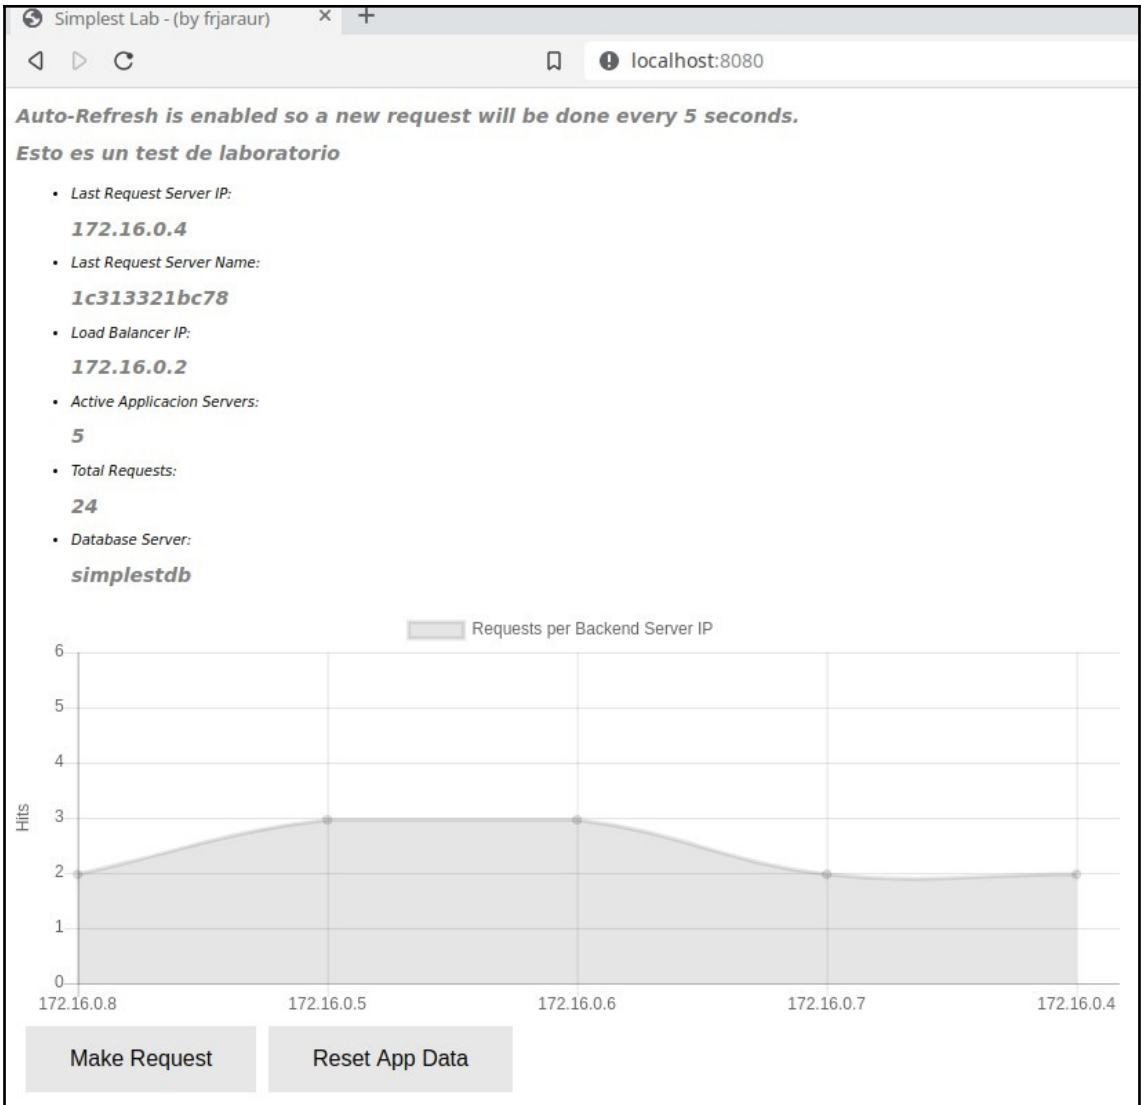 Simplest Lab - (by frjaraur) × +
localhost:8080
Auto-Refresh is enabled so a new request will be done every 5 seconds.
Esto es un test de laboratorio
• Last Request Server IP:
172.16.0.4
• Last Request Server Name:
1c313321bc78
• Load Balancer IP:
172.16.0.2
• Active Applicacion Servers:
5
• Total Requests:
24
• Database Server:
simplestdb
Requests per Backend Server IP
6
5
4
3
2
1
0
Hits
172.16.0.8 172.16.0.5 172.16.0.6 172.16.0.7 172.16.0.4
Make Request Reset App Data